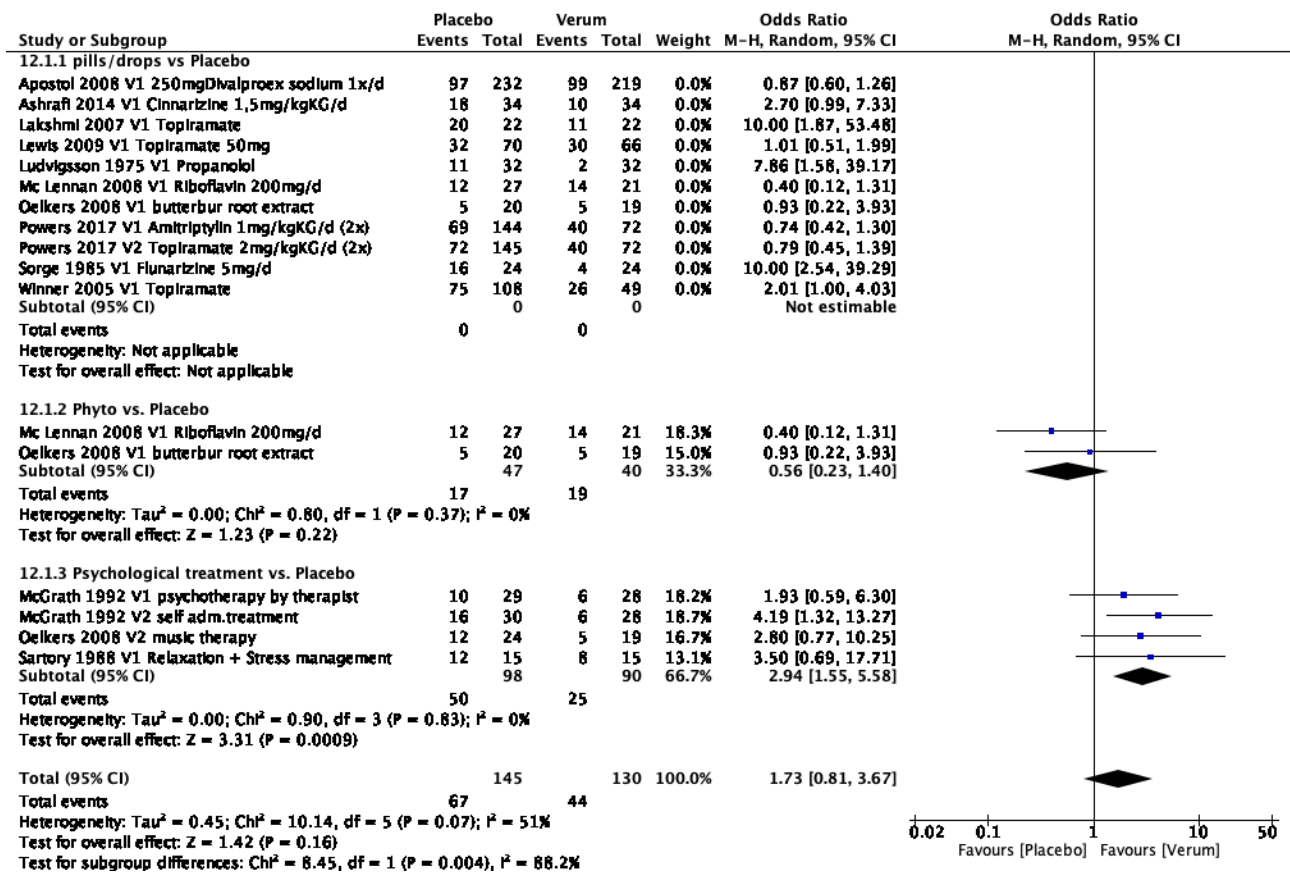 Placebo Verum Odds Ratio Odds Ratio
Study or Subgroup Events Total Events Total Weight M-H, Random, 95% CI M-H, Random, 95% CI
12.1.1 pills/drops vs Placebo
Apostol 2008 V1 250mgDivalproex sodium 1x/d 97 232 99 219 0.0% 0.87 [0.60, 1.26]
Ashrafi 2014 V1 Cinnarizine 1,5mg/kgKG/d 18 34 10 34 0.0% 2.70 [0.99, 7.33]
Lakshmi 2007 V1 Topiramate 20 22 11 22 0.0% 10.00 [1.87, 53.48]
Lewis 2009 V1 Topiramate 50mg 32 70 30 66 0.0% 1.01 [0.51, 1.99]
Ludvigsson 1975 V1 Propanolol 11 32 2 32 0.0% 7.86 [1.58, 39.17]
Mc Lennan 2008 V1 Riboflavin 200mg/d 12 27 14 21 0.0% 0.40 [0.12, 1.31]
Oelkers 2008 V1 butterbur root extract 5 20 5 19 0.0% 0.93 [0.22, 3.93]
Powers 2017 V1 Amitriptylin 1mg/kgKG/d (2x) 69 144 40 72 0.0% 0.74 [0.42, 1.30]
Powers 2017 V2 Topiramate 2mg/kgKG/d (2x) 72 145 40 72 0.0% 0.79 [0.45, 1.39]
Sorge 1985 V1 Flunarizine 5mg/d 16 24 4 24 0.0% 10.00 [2.54, 39.29]
Winner 2005 V1 Topiramate 75 108 26 49 0.0% 2.01 [1.00, 4.03]
Subtotal (95% CI) 0 0 Not estimable
Total events 0 0
Heterogeneity: Not applicable
Test for overall effect: Not applicable
12.1.2 Phyto vs. Placebo
Mc Lennan 2008 V1 Riboflavin 200mg/d 12 27 14 21 18.3% 0.40 [0.12, 1.31]
Oelkers 2008 V1 butterbur root extract 5 20 5 19 15.0% 0.93 [0.22, 3.93]
Subtotal (95% CI) 47 40 33.3% 0.56 [0.23, 1.40]
Total events 17 19
Heterogeneity: Tau² = 0.00; Chi² = 0.80, df = 1 (P = 0.37); I² = 0%
Test for overall effect: Z = 1.23 (P = 0.22)
12.1.3 Psychological treatment vs. Placebo
McGrath 1992 V1 psychotherapy by therapist 10 29 6 28 18.2% 1.93 [0.59, 6.30]
McGrath 1992 V2 self adm.treatment 16 30 6 28 18.7% 4.19 [1.32, 13.27]
Oelkers 2008 V2 music therapy 12 24 5 19 16.7% 2.80 [0.77, 10.25]
Sartory 1988 V1 Relaxation + Stress management 12 15 8 15 13.1% 3.50 [0.69, 17.71]
Subtotal (95% CI) 98 90 66.7% 2.94 [1.55, 5.58]
Total events 50 25
Heterogeneity: Tau² = 0.00; Chi² = 0.90, df = 3 (P = 0.83); I² = 0%
Test for overall effect: Z = 3.31 (P = 0.0009)
Total (95% CI) 145 130 100.0% 1.73 [0.81, 3.67]
Total events 67 44
Heterogeneity: Tau² = 0.45; Chi² = 10.14, df = 5 (P = 0.07); I² = 51%
Test for overall effect: Z = 1.42 (P = 0.16)
Test for subgroup differences: Chi² = 8.45, df = 1 (P = 0.004), I² = 88.2%
0.02 0.1 1 10 50
Favours [Placebo] Favours [Verum]